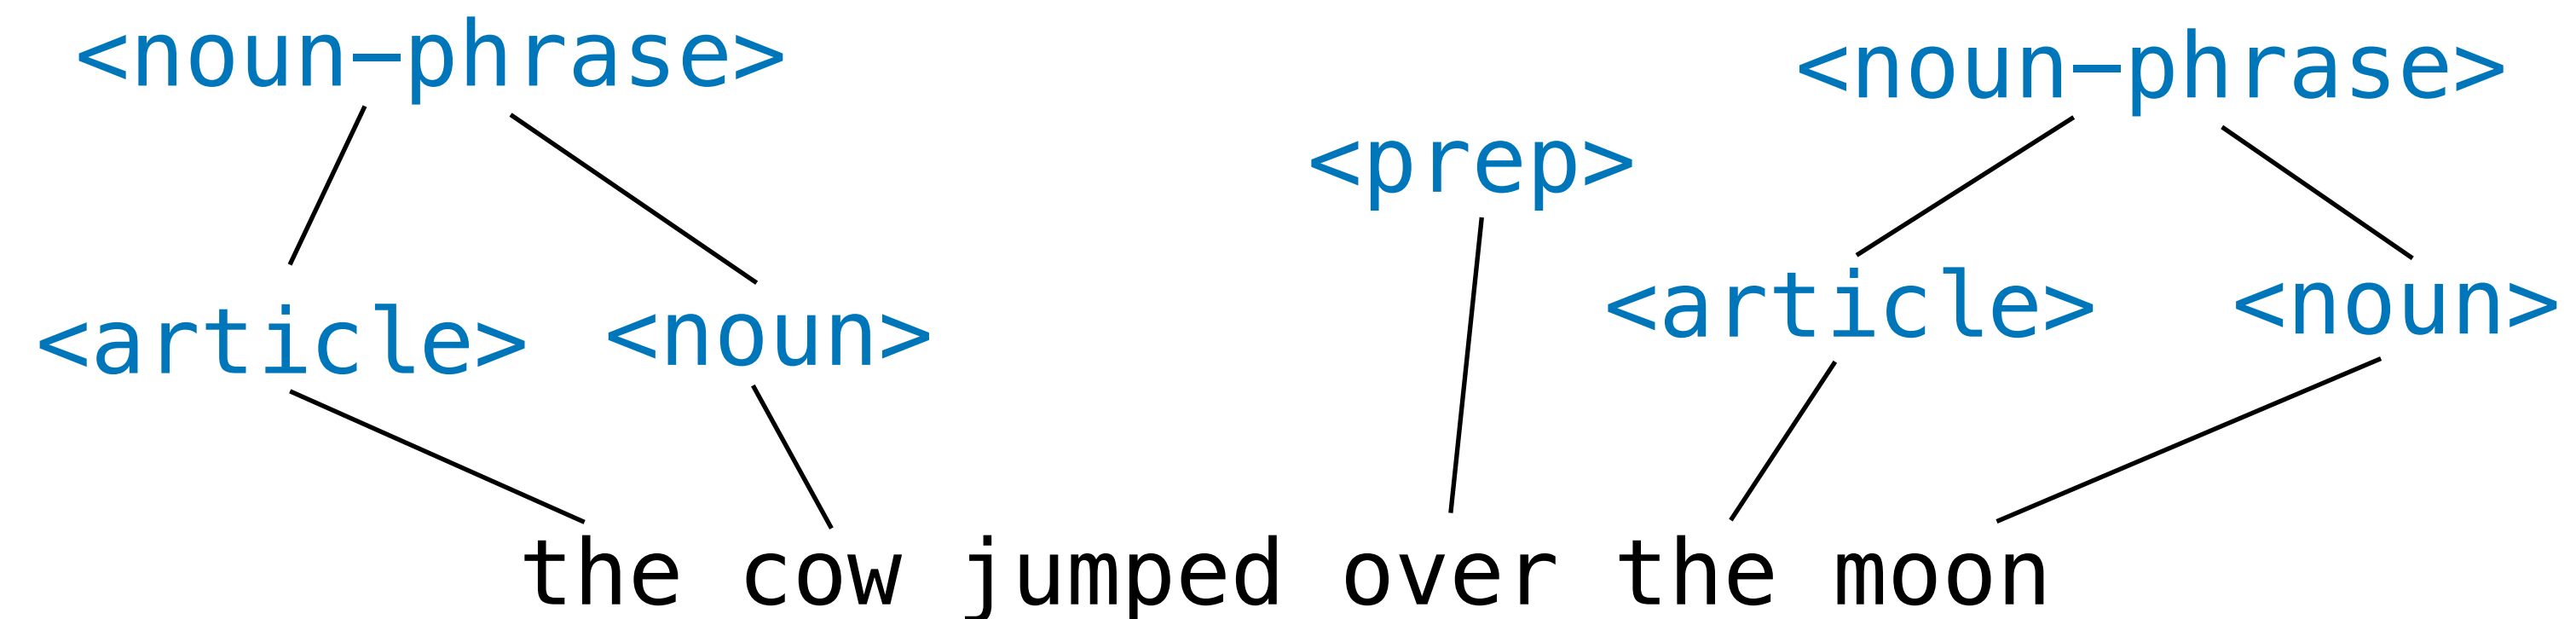 <noun-phrase> <noun-phrase>
<prep>
<article> <noun> <article> <noun>
the cow jumped over the moon